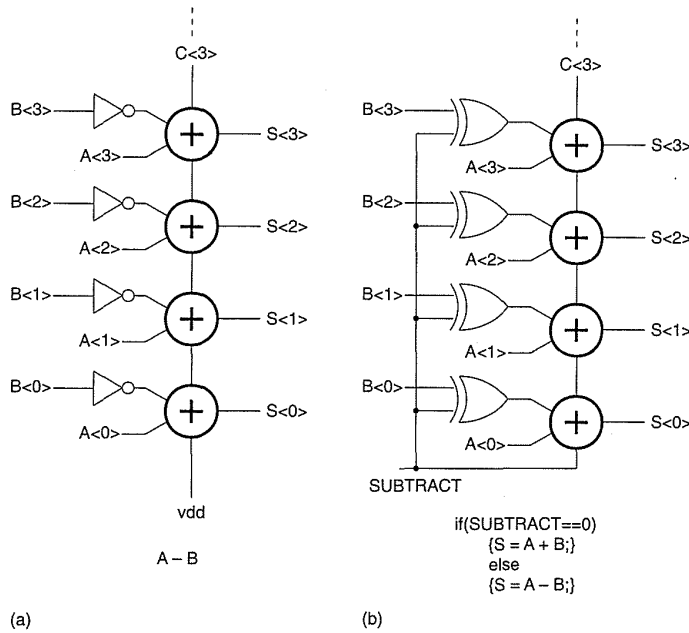 C<3>
B<3>
A<3>
S<3>
B<2>
A<2>
S<2>
B<1>
A<1>
S<1>
B<0>
A<0>
S<0>
vdd
A – B
(a)
C<3>
B<3>
A<3>
S<3>
B<2>
A<2>
S<2>
B<1>
A<1>
S<1>
B<0>
A<0>
S<0>
SUBTRACT
if(SUBTRACT==0)
{S = A + B;}
else
{S = A – B;}
(b)